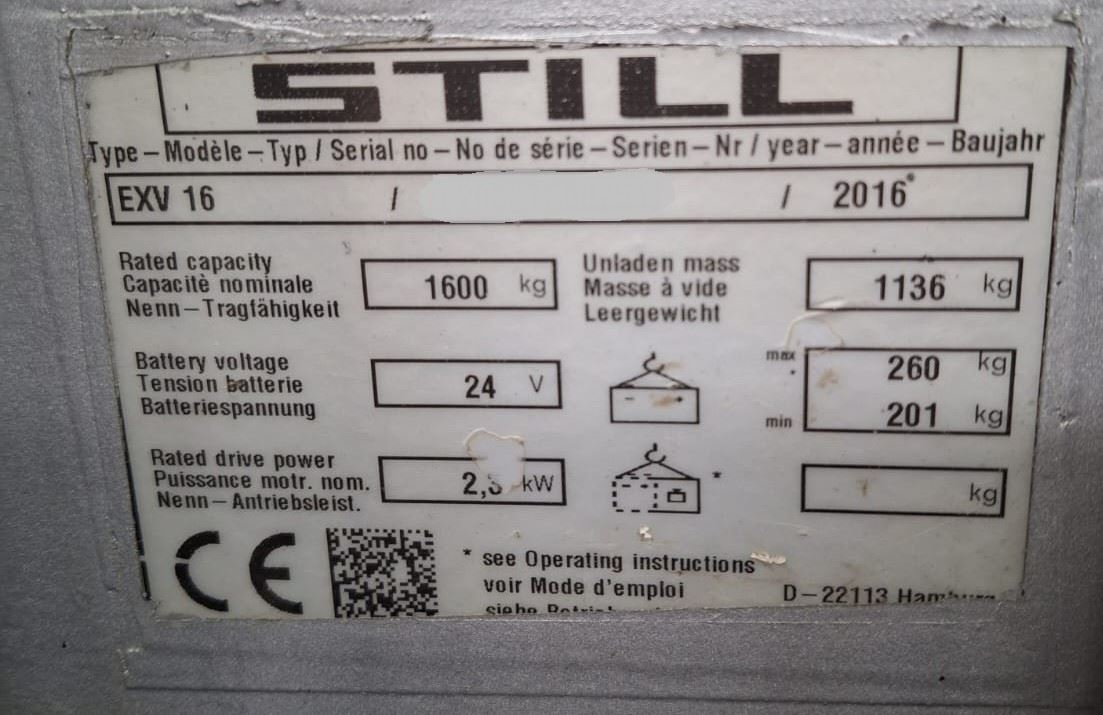 STILL
Type – Modèle – Typ / Serial no – No de série – Serien – Nr / year – année – Baujahr
EXV 16 / / 2016
Rated capacity
Capacitè nominale
Nenn – Tragfähigkeit
1600 kg
Unladen mass
Masse à vide
Leergewicht
1136 kg
Battery voltage
Tension batterie
Batteriespannung
24 V
max 260 kg
min 201 kg
Rated drive power
Puissance motr. nom.
Nenn – Antriebsleist.
kW
*
kg
CE
* see Operating instructions
voir Mode d'emploi
siehe
D – 22113